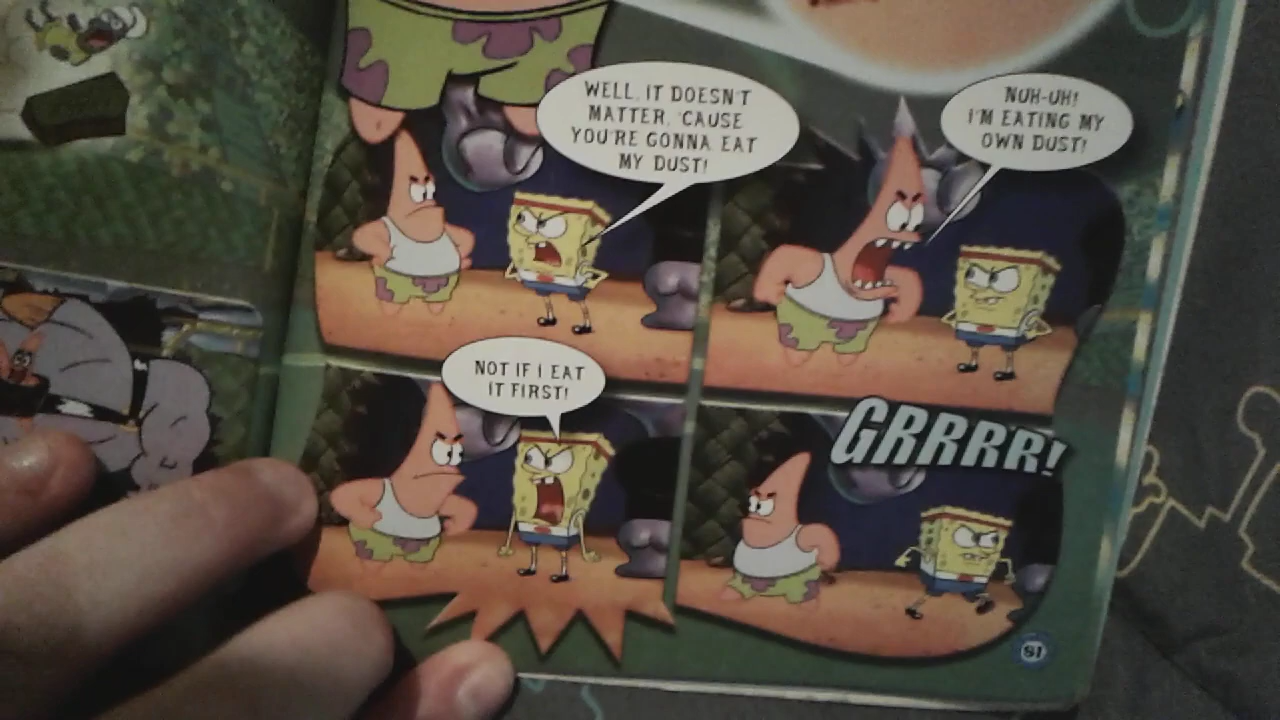 WELL, IT DOESN'T
MATTER, 'CAUSE
YOU'RE GONNA EAT
MY DUST!
NUH-UH!
I'M EATING MY
OWN DUST!
NOT IF I EAT
IT FIRST!
GRRRR!
81